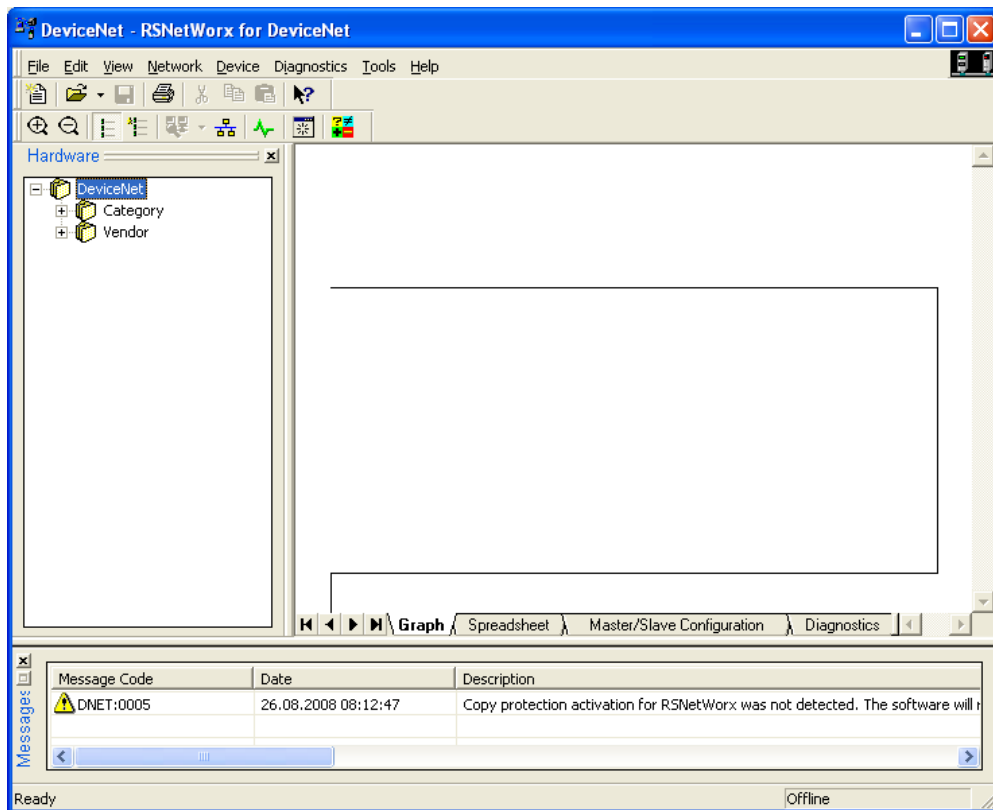 DeviceNet - RSNetWorx for DeviceNet
File Edit View Network Device Diagnostics Tools Help
Hardware
DeviceNet
Category
Vendor
Graph Spreadsheet Master/Slave Configuration Diagnostics
Messages
Message Code Date Description
DNET:0005 26.08.2008 08:12:47 Copy protection activation for RSNetWorx was not detected. The software will
Ready Offline